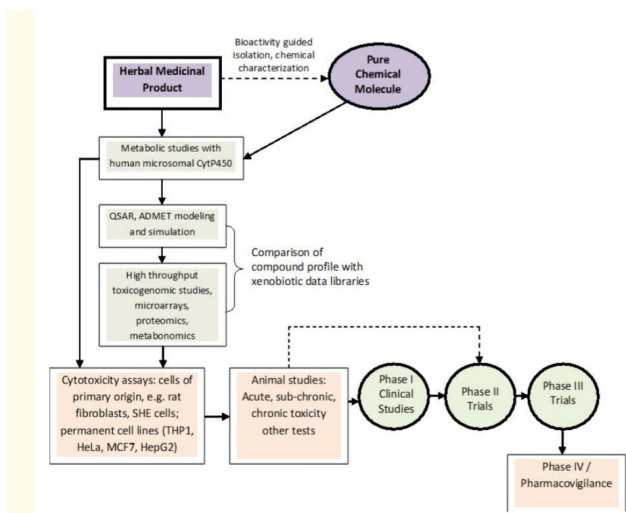 Bioactivity guided
isolation, chemical
characterization
Herbal Medicinal
Product
Pure
Chemical
Molecule
Metabolic studies with
human microsomal CytP450
QSAR, ADMET modeling
and simulation
Comparison of
compound profile with
xenobiotic data libraries
High throughput
toxicogenomic studies,
microarrays,
proteomics,
metabonomics
Cytotoxicity assays: cells of
primary origin, e.g. rat
fibroblasts, SHE cells;
permanent cell lines (THP1,
HeLa, MCF7, HepG2)
Animal studies:
Acute, sub-chronic,
chronic toxicity
other tests
Phase I
Clinical
Studies
Phase II
Trials
Phase III
Trials
Phase IV /
Pharmacovigilance